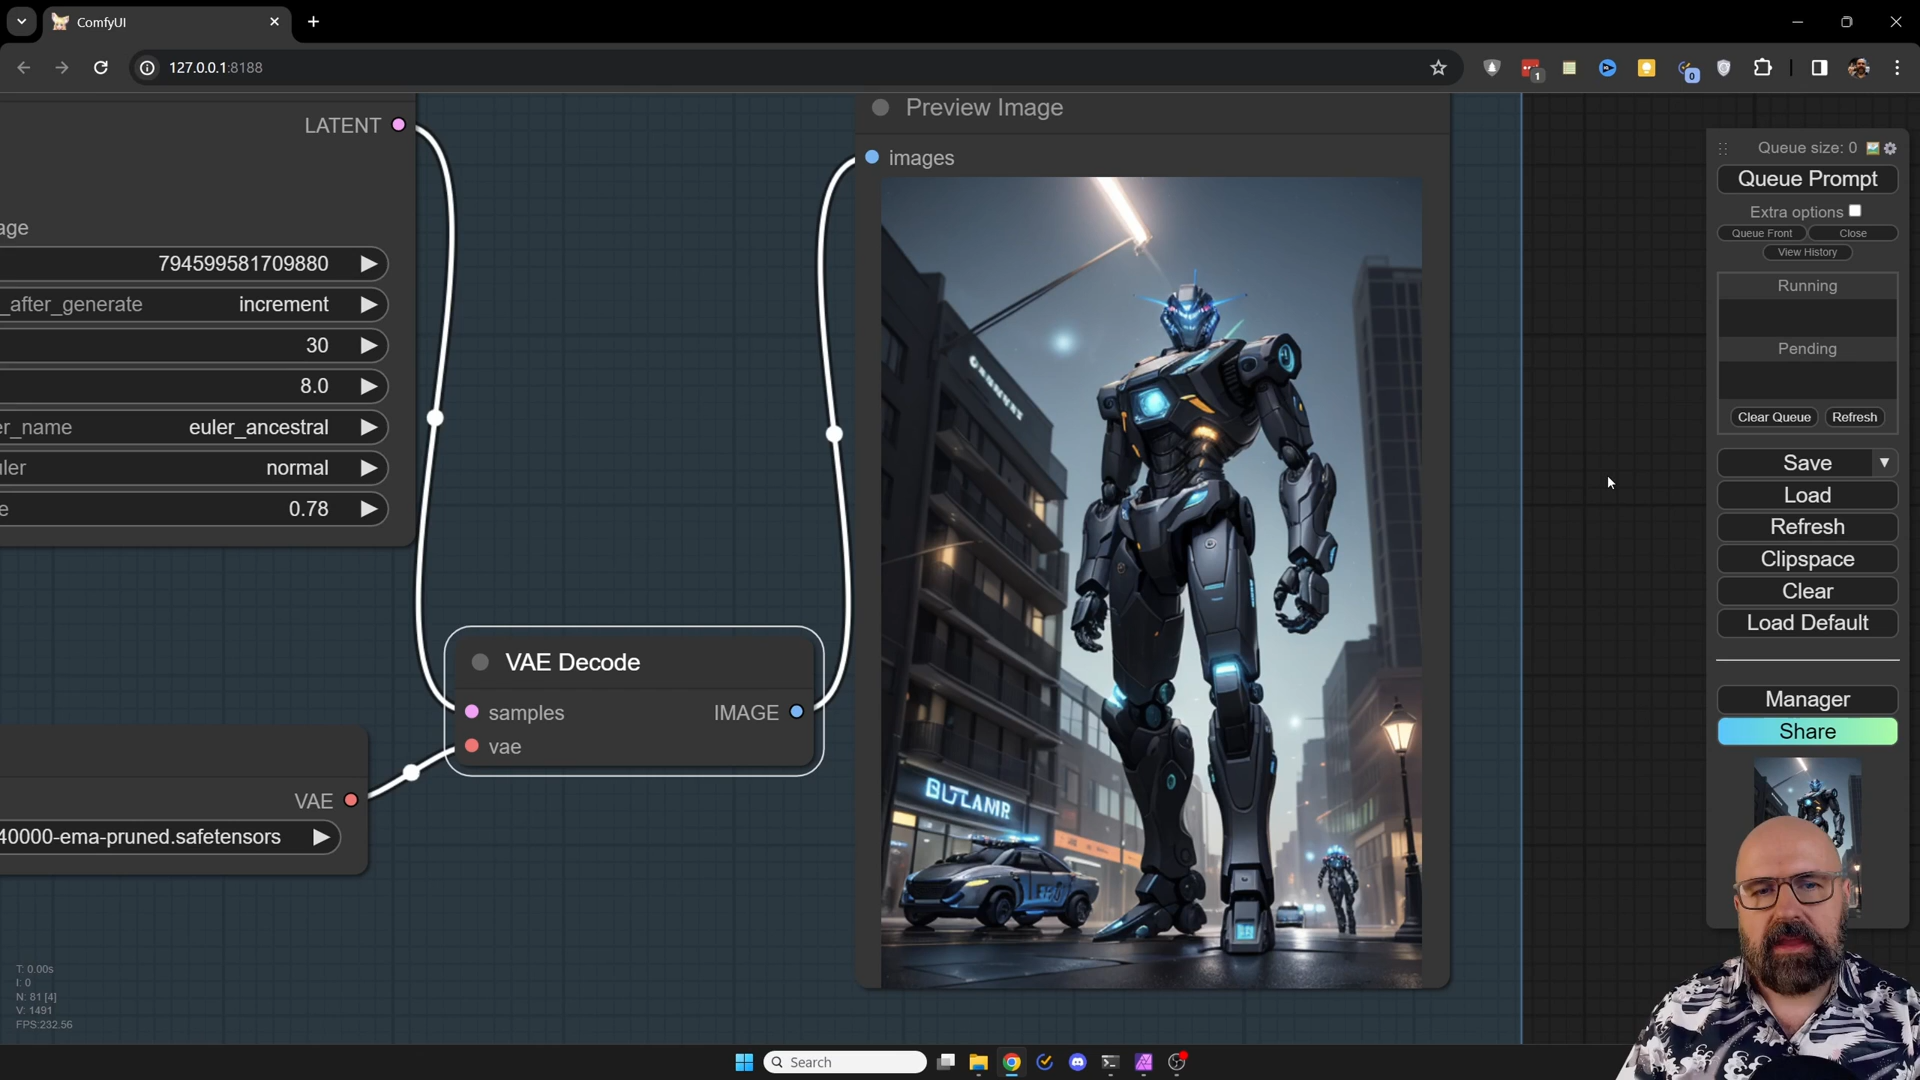 ComfyUI
127.0.0.1:8188
1
0
LATENT
age
794599581709880
_after_generate increment
30
8.0
er_name euler_ancestral
uler normal
e 0.78
VAE Decode
samples IMAGE
vae
VAE
40000-ema-pruned.safetensors
Preview Image
images
Queue size: 0
Queue Prompt
Extra options
Queue Front Close
View History
Running
Pending
Clear Queue Refresh
Save
Load
Refresh
Clipspace
Clear
Load Default
Manager
Share
T: 0.00s
I: 0
N: 81 [4]
V: 1491
FPS:232.56
Search